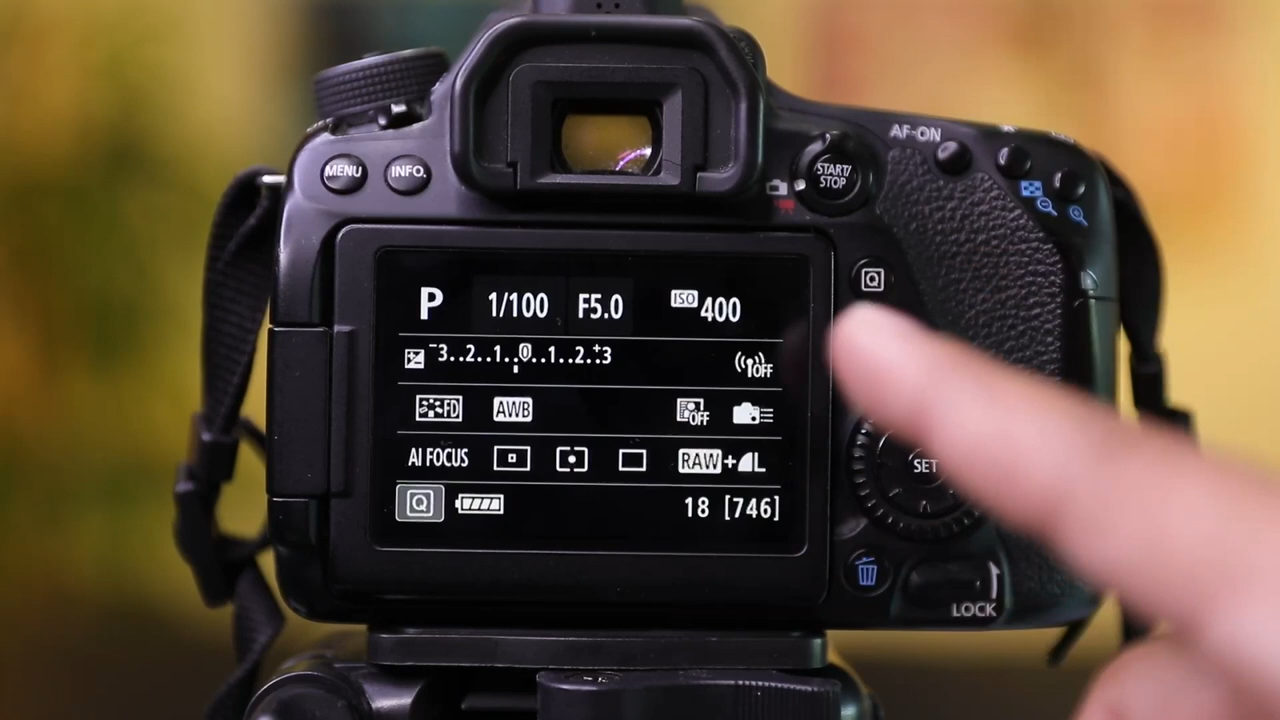 AF-ON
MENU INFO. START/
STOP
Q
P 1/100 F5.0 ISO 400
-3..2..1..0..1..2.+3 OFF
FD AWB OFF
AI FOCUS RAW+L
SET
Q 18 [746]
LOCK